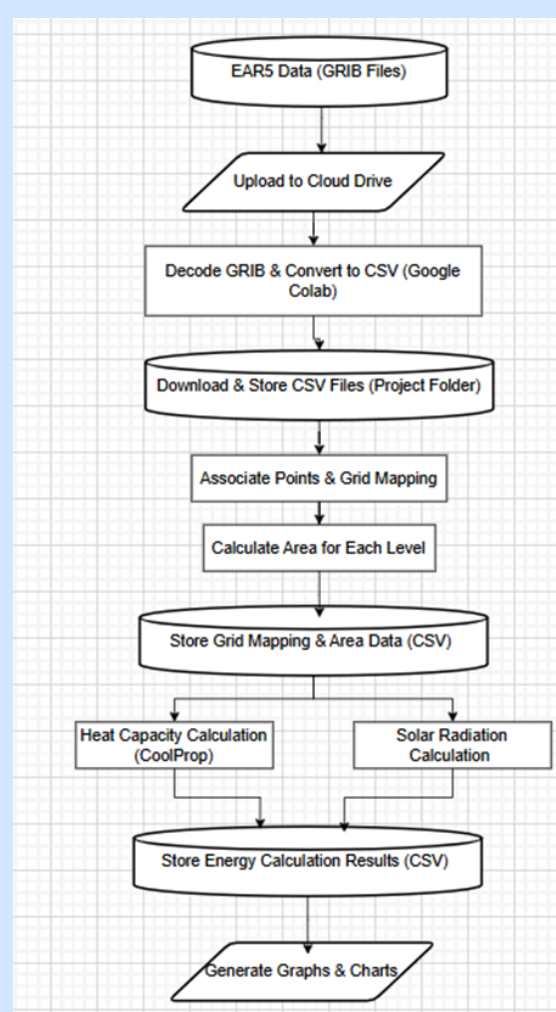 EAR5 Data (GRIB Files)
Upload to Cloud Drive
Decode GRIB & Convert to CSV (Google
Colab)
Download & Store CSV Files (Project Folder)
Associate Points & Grid Mapping
Calculate Area for Each Level
Store Grid Mapping & Area Data (CSV)
Heat Capacity Calculation
(CoolProp)
Solar Radiation
Calculation
Store Energy Calculation Results (CSV)
Generate Graphs & Charts